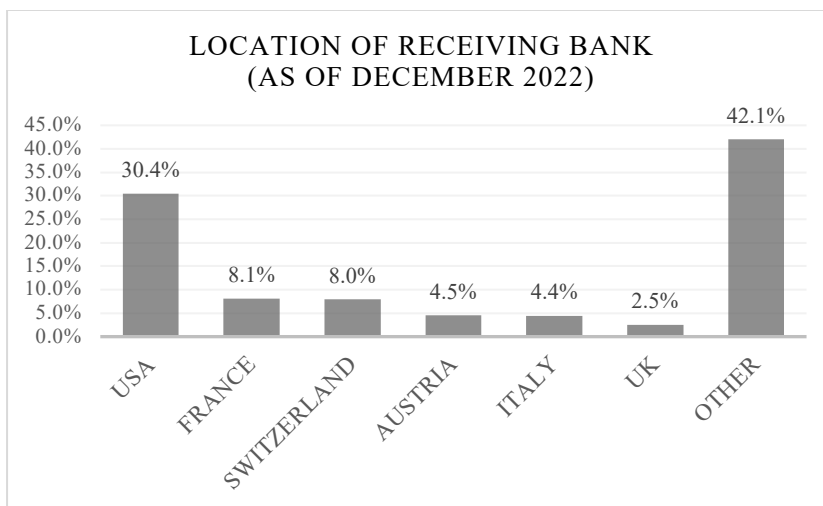 LOCATION OF RECEIVING BANK
(AS OF DECEMBER 2022)
45.0%
40.0%
35.0%
30.0%
25.0%
20.0%
15.0%
10.0%
5.0%
0.0%
30.4%
8.1%
8.0%
4.5%
4.4%
2.5%
42.1%
USA
FRANCE
SWITZERLAND
AUSTRIA
ITALY
UK
OTHER